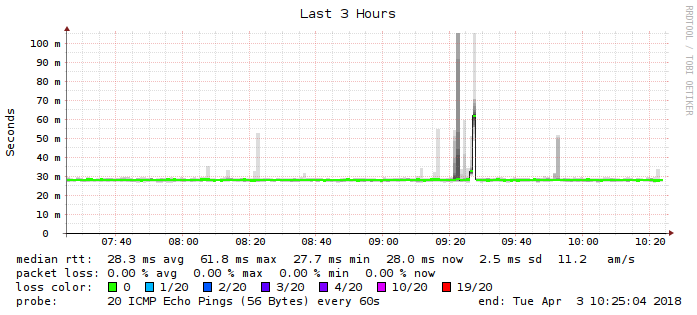 Last 3 Hours
RRDTOOL / TOBI OETIKER
Seconds
100 m
90 m
80 m
70 m
60 m
50 m
40 m
30 m
20 m
10 m
0
07:40 08:00 08:20 08:40 09:00 09:20 09:40 10:00 10:20
median rtt: 28.3 ms avg 61.8 ms max 27.7 ms min 28.0 ms now 2.5 ms sd 11.2 am/s
packet loss: 0.00 % avg 0.00 % max 0.00 % min 0.00 % now
loss color: 0 1/20 2/20 3/20 4/20 10/20 19/20
probe: 20 ICMP Echo Pings (56 Bytes) every 60s end: Tue Apr 3 10:25:04 2018